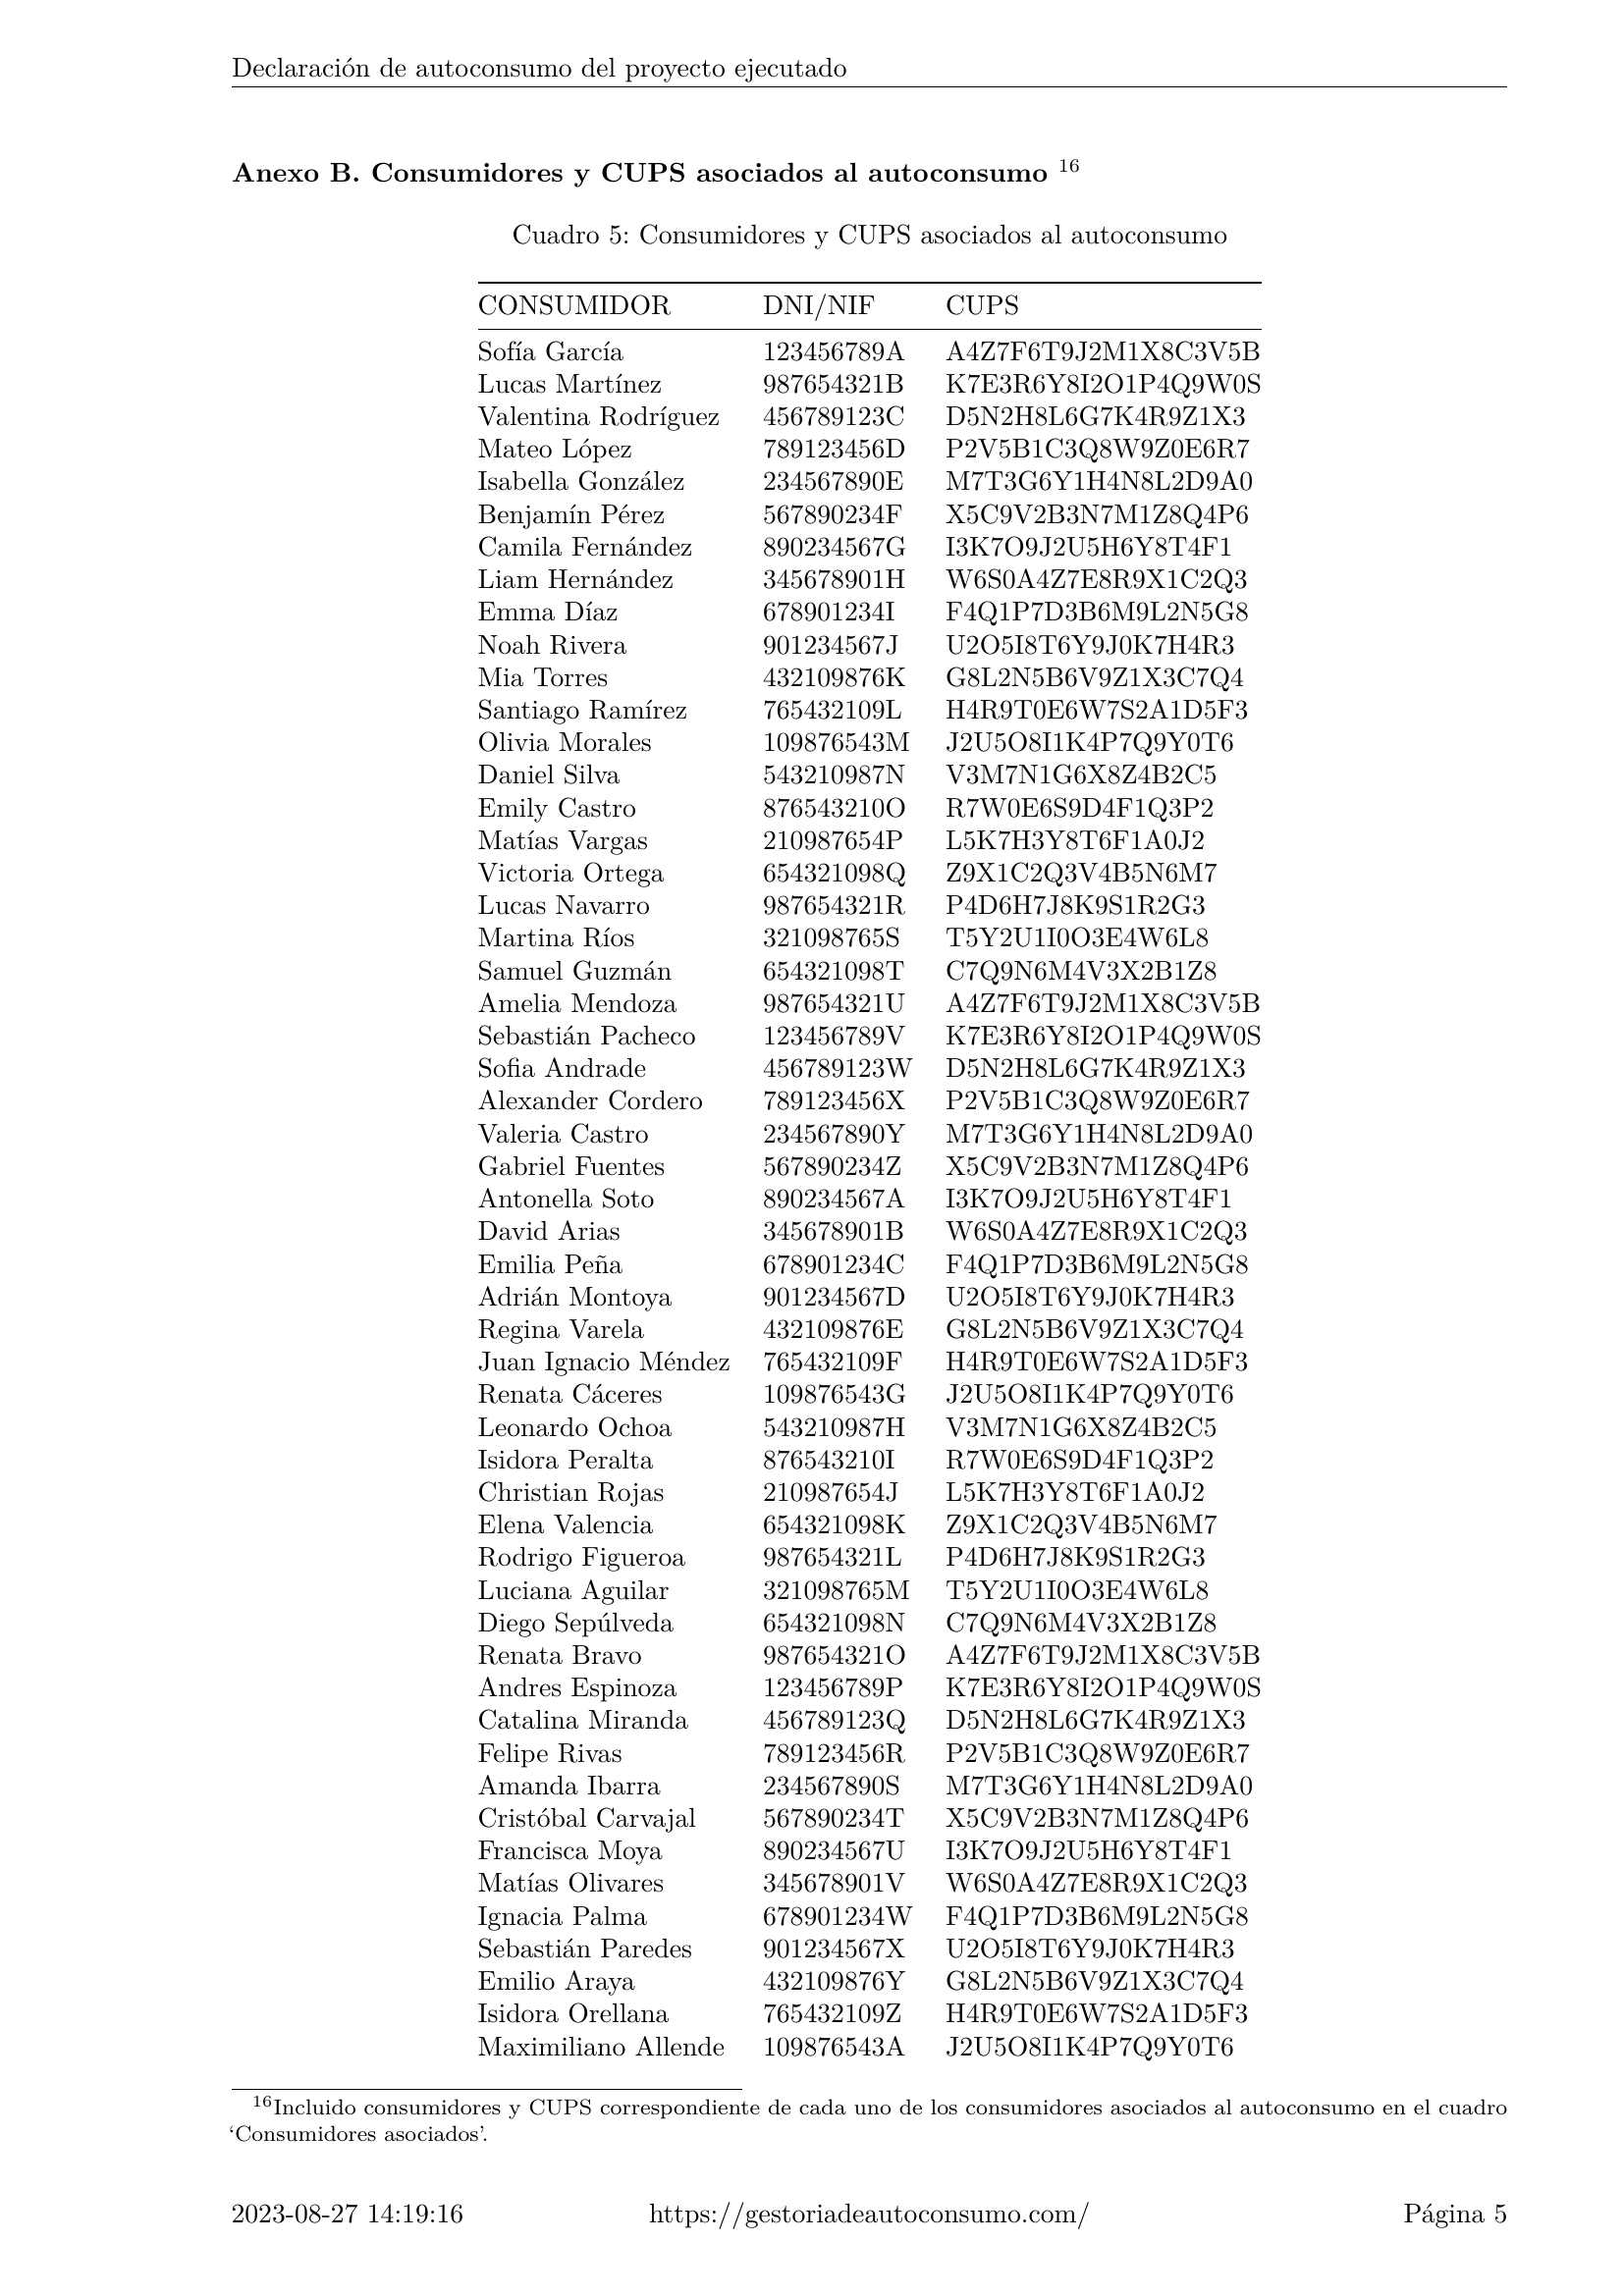 Declaración de autoconsumo del proyecto ejecutado
Anexo B. Consumidores y CUPS asociados al autoconsumo 16
Cuadro 5: Consumidores y CUPS asociados al autoconsumo
CONSUMIDOR DNI/NIF CUPS
Sofía García 123456789A A4Z7F6T9J2M1X8C3V5B
Lucas Martínez 987654321B K7E3R6Y8I2O1P4Q9W0S
Valentina Rodríguez 456789123C D5N2H8L6G7K4R9Z1X3
Mateo López 789123456D P2V5B1C3Q8W9Z0E6R7
Isabella González 234567890E M7T3G6Y1H4N8L2D9A0
Benjamín Pérez 567890234F X5C9V2B3N7M1Z8Q4P6
Camila Fernández 890234567G I3K7O9J2U5H6Y8T4F1
Liam Hernández 345678901H W6S0A4Z7E8R9X1C2Q3
Emma Díaz 678901234I F4Q1P7D3B6M9L2N5G8
Noah Rivera 901234567J U2O5I8T6Y9J0K7H4R3
Mia Torres 432109876K G8L2N5B6V9Z1X3C7Q4
Santiago Ramírez 765432109L H4R9T0E6W7S2A1D5F3
Olivia Morales 109876543M J2U5O8I1K4P7Q9Y0T6
Daniel Silva 543210987N V3M7N1G6X8Z4B2C5
Emily Castro 876543210O R7W0E6S9D4F1Q3P2
Matías Vargas 210987654P L5K7H3Y8T6F1A0J2
Victoria Ortega 654321098Q Z9X1C2Q3V4B5N6M7
Lucas Navarro 987654321R P4D6H7J8K9S1R2G3
Martina Ríos 321098765S T5Y2U1I0O3E4W6L8
Samuel Guzmán 654321098T C7Q9N6M4V3X2B1Z8
Amelia Mendoza 987654321U A4Z7F6T9J2M1X8C3V5B
Sebastián Pacheco 123456789V K7E3R6Y8I2O1P4Q9W0S
Sofia Andrade 456789123W D5N2H8L6G7K4R9Z1X3
Alexander Cordero 789123456X P2V5B1C3Q8W9Z0E6R7
Valeria Castro 234567890Y M7T3G6Y1H4N8L2D9A0
Gabriel Fuentes 567890234Z X5C9V2B3N7M1Z8Q4P6
Antonella Soto 890234567A I3K7O9J2U5H6Y8T4F1
David Arias 345678901B W6S0A4Z7E8R9X1C2Q3
Emilia Peña 678901234C F4Q1P7D3B6M9L2N5G8
Adrián Montoya 901234567D U2O5I8T6Y9J0K7H4R3
Regina Varela 432109876E G8L2N5B6V9Z1X3C7Q4
Juan Ignacio Méndez 765432109F H4R9T0E6W7S2A1D5F3
Renata Cáceres 109876543G J2U5O8I1K4P7Q9Y0T6
Leonardo Ochoa 543210987H V3M7N1G6X8Z4B2C5
Isidora Peralta 876543210I R7W0E6S9D4F1Q3P2
Christian Rojas 210987654J L5K7H3Y8T6F1A0J2
Elena Valencia 654321098K Z9X1C2Q3V4B5N6M7
Rodrigo Figueroa 987654321L P4D6H7J8K9S1R2G3
Luciana Aguilar 321098765M T5Y2U1I0O3E4W6L8
Diego Sepúlveda 654321098N C7Q9N6M4V3X2B1Z8
Renata Bravo 987654321O A4Z7F6T9J2M1X8C3V5B
Andres Espinoza 123456789P K7E3R6Y8I2O1P4Q9W0S
Catalina Miranda 456789123Q D5N2H8L6G7K4R9Z1X3
Felipe Rivas 789123456R P2V5B1C3Q8W9Z0E6R7
Amanda Ibarra 234567890S M7T3G6Y1H4N8L2D9A0
Cristóbal Carvajal 567890234T X5C9V2B3N7M1Z8Q4P6
Francisca Moya 890234567U I3K7O9J2U5H6Y8T4F1
Matías Olivares 345678901V W6S0A4Z7E8R9X1C2Q3
Ignacia Palma 678901234W F4Q1P7D3B6M9L2N5G8
Sebastián Paredes 901234567X U2O5I8T6Y9J0K7H4R3
Emilio Araya 432109876Y G8L2N5B6V9Z1X3C7Q4
Isidora Orellana 765432109Z H4R9T0E6W7S2A1D5F3
Maximiliano Allende 109876543A J2U5O8I1K4P7Q9Y0T6
16Incluido consumidores y CUPS correspondiente de cada uno de los consumidores asociados al autoconsumo en el cuadro
‘Consumidores asociados’.
2023-08-27 14:19:16 https://gestoriadeautoconsumo.com/ Página 5